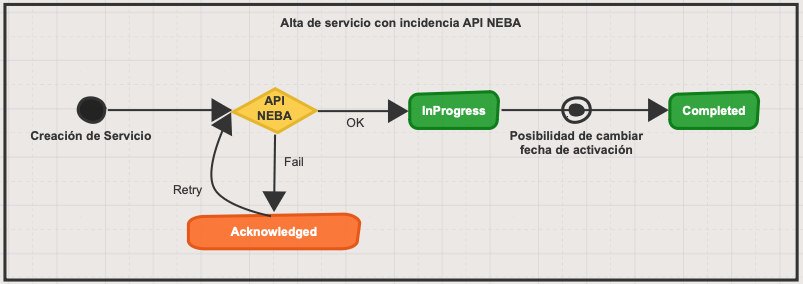 Alta de servicio con incidencia API NEBA
API
NEBA
OK
InProgress
Completed
Creación de Servicio
Posibilidad de cambiar
fecha de activación
Fail
Retry
Acknowledged